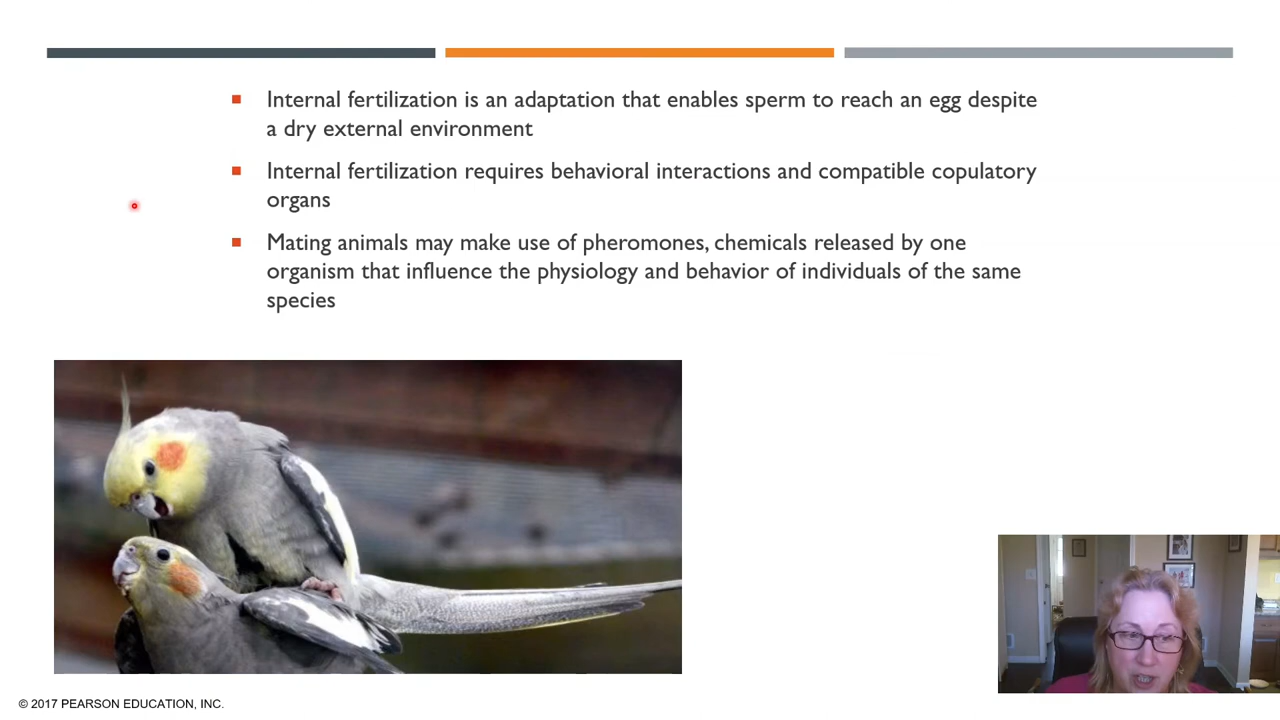 Internal fertilization is an adaptation that enables sperm to reach an egg despite
a dry external environment
Internal fertilization requires behavioral interactions and compatible copulatory
organs
Mating animals may make use of pheromones, chemicals released by one
organism that influence the physiology and behavior of individuals of the same
species
© 2017 PEARSON EDUCATION, INC.